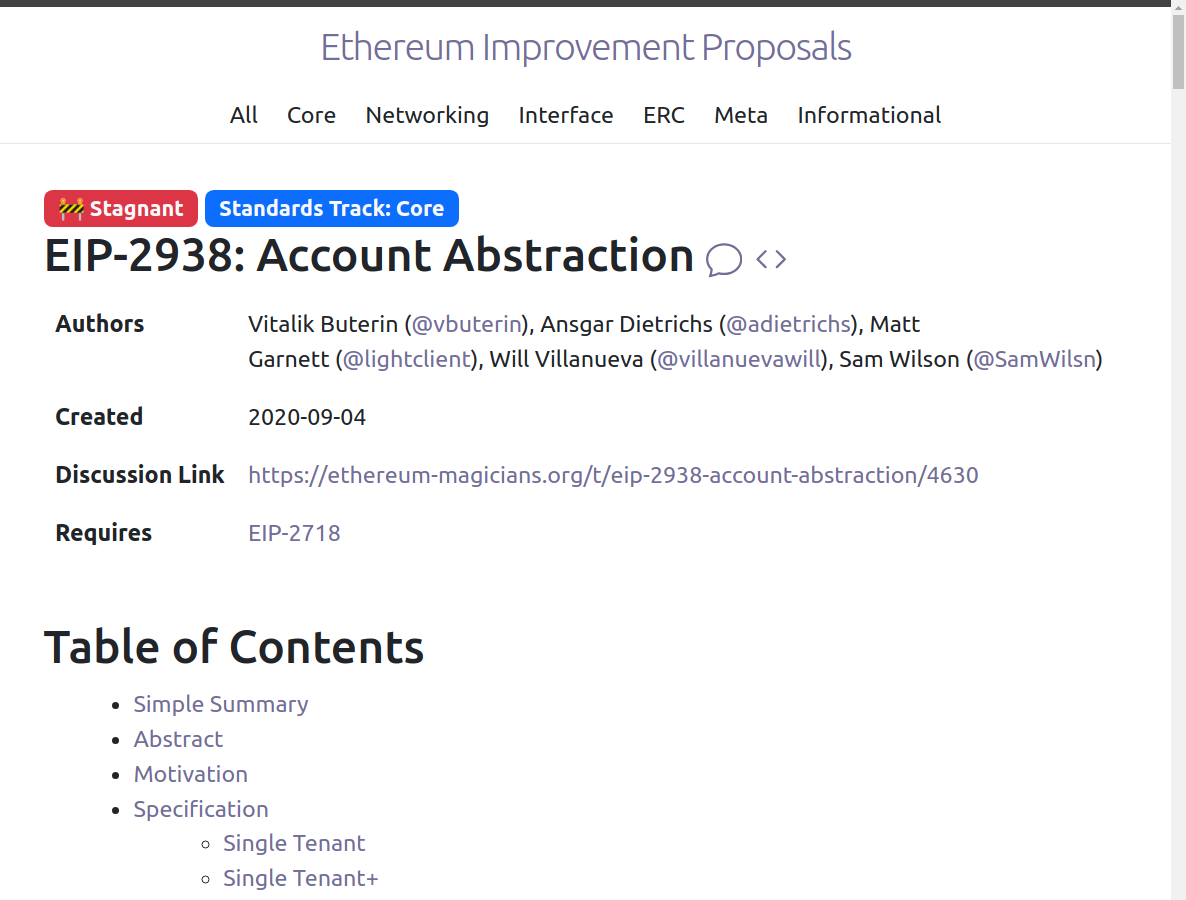 Ethereum Improvement Proposals
All Core Networking Interface ERC Meta Informational
🚧 Stagnant Standards Track: Core
EIP-2938: Account Abstraction
Authors Vitalik Buterin (@vbuterin), Ansgar Dietrichs (@adietrichs), Matt
Garnett (@lightclient), Will Villanueva (@villanuevawill), Sam Wilson (@SamWilsn)
Created 2020-09-04
Discussion Link https://ethereum-magicians.org/t/eip-2938-account-abstraction/4630
Requires EIP-2718
Table of Contents
Simple Summary
Abstract
Motivation
Specification
Single Tenant
Single Tenant+